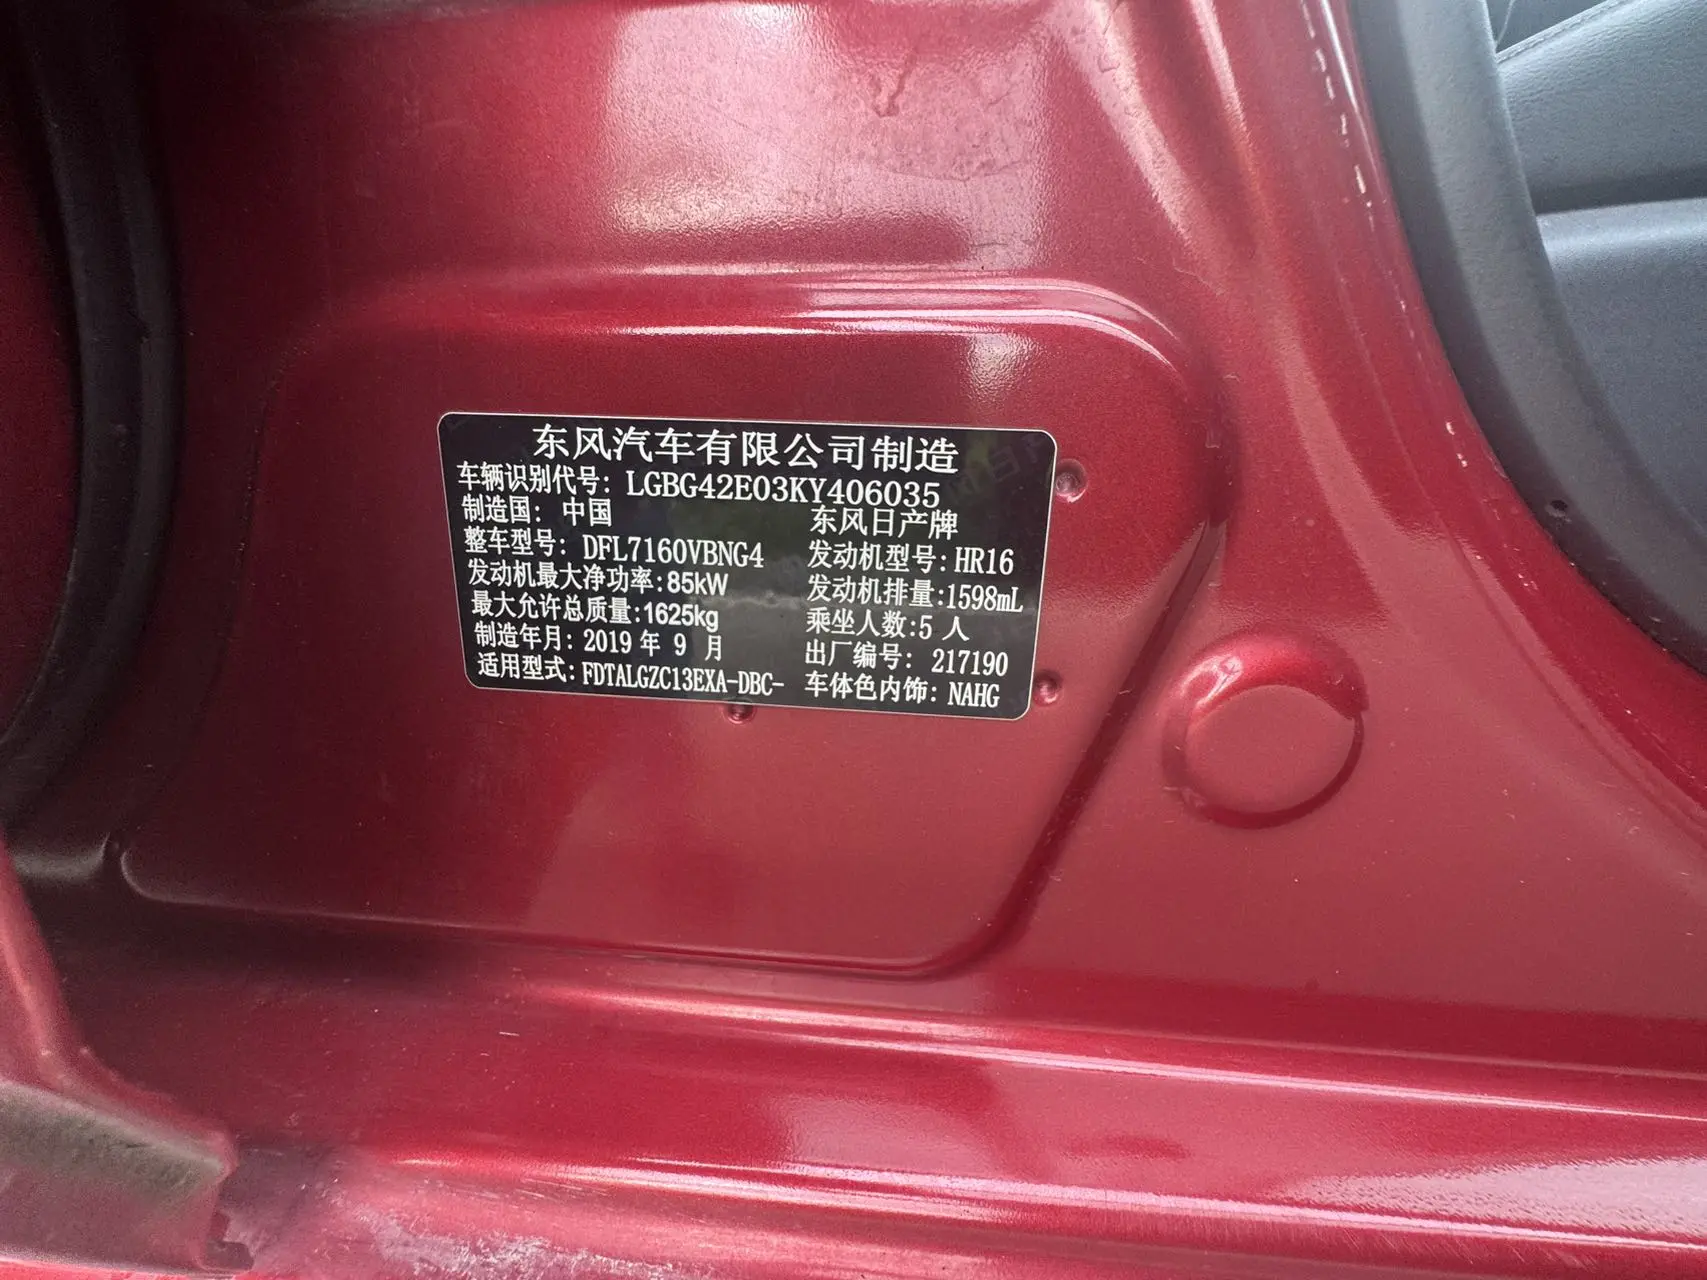 东风汽车有限公司制造
车辆识别代号: LGBG42E03KY406035
制造国: 中国 东风日产牌
整车型号: DFL7160VBNG4 发动机型号: HR16
发动机最大净功率:85kW 发动机排量:1598mL
最大允许总质量:1625kg 乘坐人数:5 人
制造年月: 2019 年 9 月 出厂编号: 217190
适用型式: FDTALGZC13EXA-DBC- 车体色内饰: NAHG